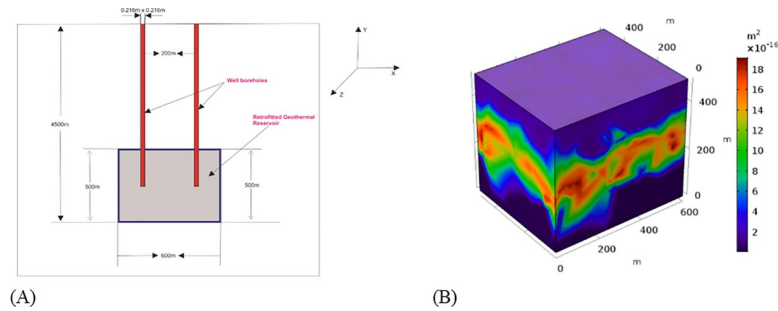 0.216m x 0.216m
200m
Well boreholes
Retrofitted Geothermal
Reservoir
4500m
500m
500m
600m
Y
X
Z
(A)
m
400
200
0
m²
×10⁻¹⁶
18
16
14
12
10
8
6
4
2
400
200
0
m
600
400
200
0
m
(B)